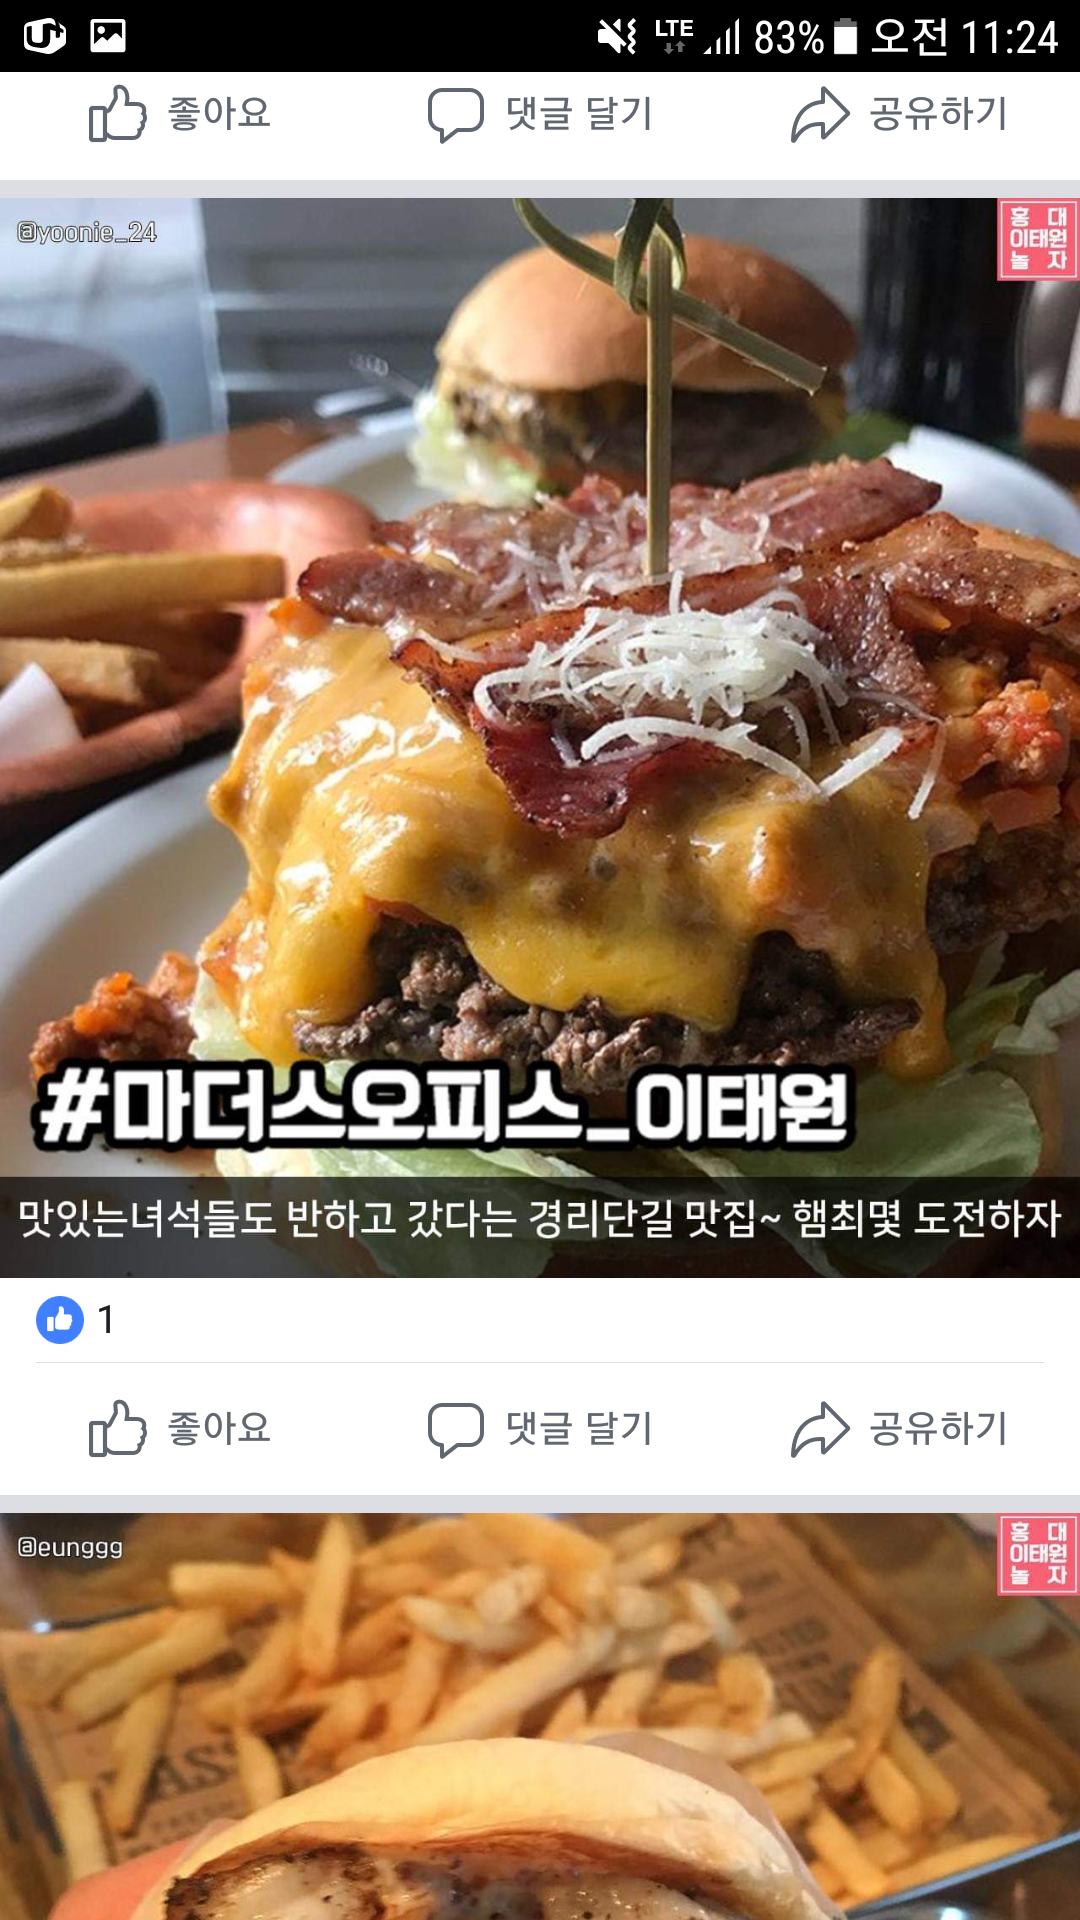 U+ LTE 83% 오전 11:24
좋아요 댓글 달기 공유하기
@yoonie_24
홍 대
이태원
놀 자
#마더스오피스_이태원
맛있는녀석들도 반하고 갔다는 경리단길 맛집~ 햄최몇 도전하자
1
좋아요 댓글 달기 공유하기
@eunggg
홍 대
이태원
놀 자